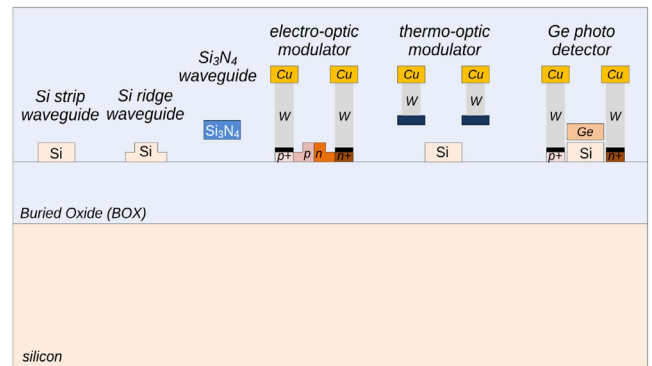 electro-optic
modulator
thermo-optic
modulator
Ge photo
detector
Si3N4
waveguide
Si strip
waveguide
Si ridge
waveguide
Cu
Cu
Cu
Cu
Cu
Cu
W
W
W
W
W
W
Si3N4
Ge
Si
Si
p+
p
n
n+
Si
p+
Si
n+
Buried Oxide (BOX)
silicon